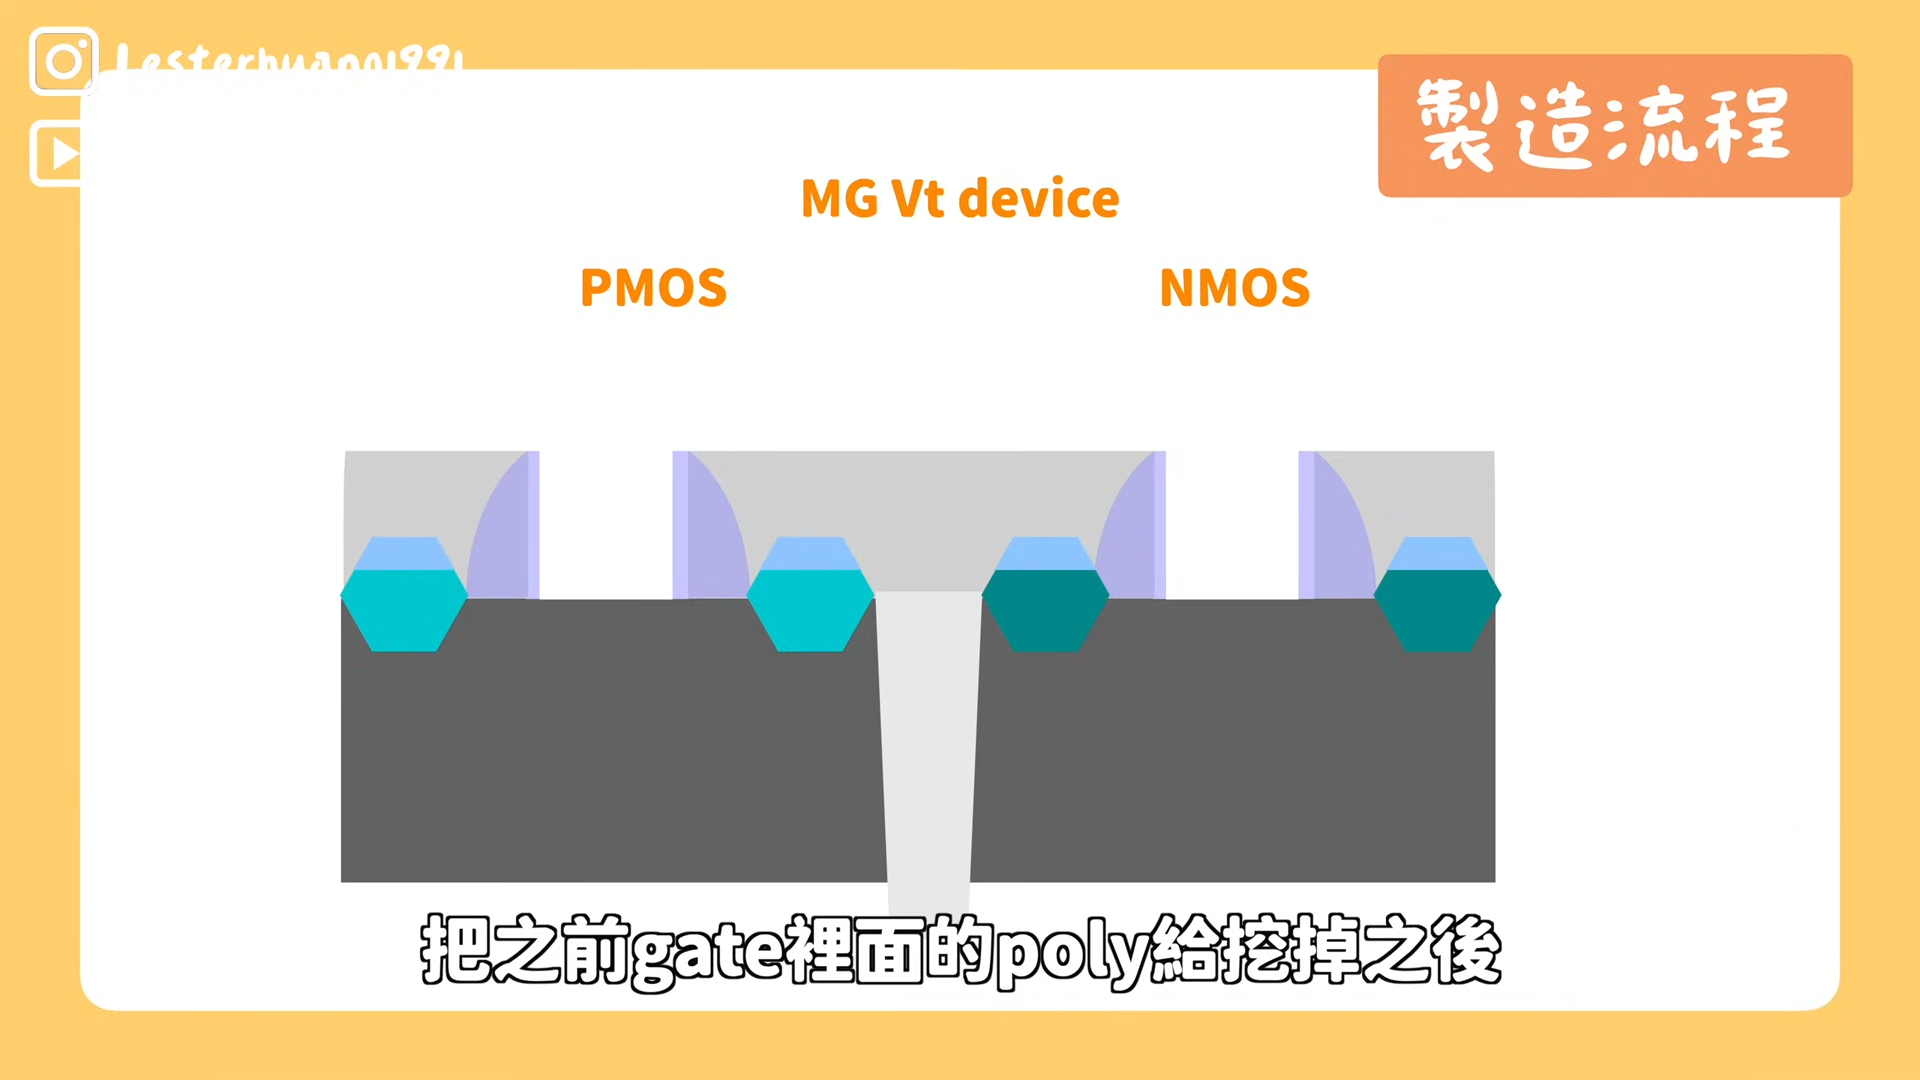 Lesterhuang1991
製造流程
MG Vt device
PMOS
NMOS
把之前gate裡面的poly給挖掉之後